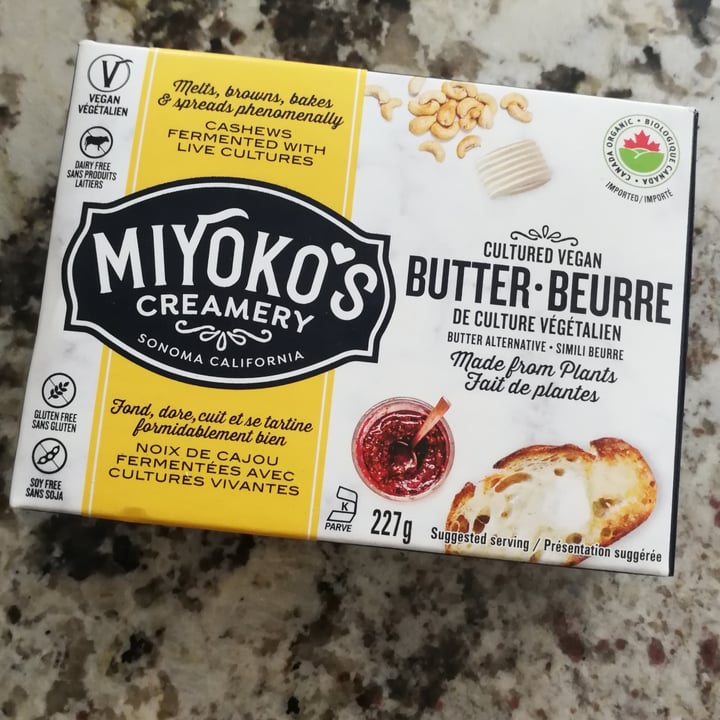 V
VEGAN
VÉGÉTALIEN
DAIRY FREE
SANS PRODUITS
LAITIERS
Melts, browns, bakes
& spreads phenomenally
CASHEWS
FERMENTED WITH
LIVE CULTURES
CANADA ORGANIC • BIOLOGIQUE CANADA •
IMPORTED/IMPORTÉ
MIYOKO'S
CREAMERY
SONOMA CALIFORNIA
CULTURED VEGAN
BUTTER • BEURRE
DE CULTURE VÉGÉTALIEN
BUTTER ALTERNATIVE • SIMILI BEURRE
Made from Plants
Fait de plantes
GLUTEN FREE
SANS GLUTEN
SOY FREE
SANS SOJA
Fond, dore, cuit et se tartine
formidablement bien
NOIX DE CAJOU
FERMENTÉES AVEC
CULTURES VIVANTES
K
PARVE
227g
Suggested serving / Présentation suggérée